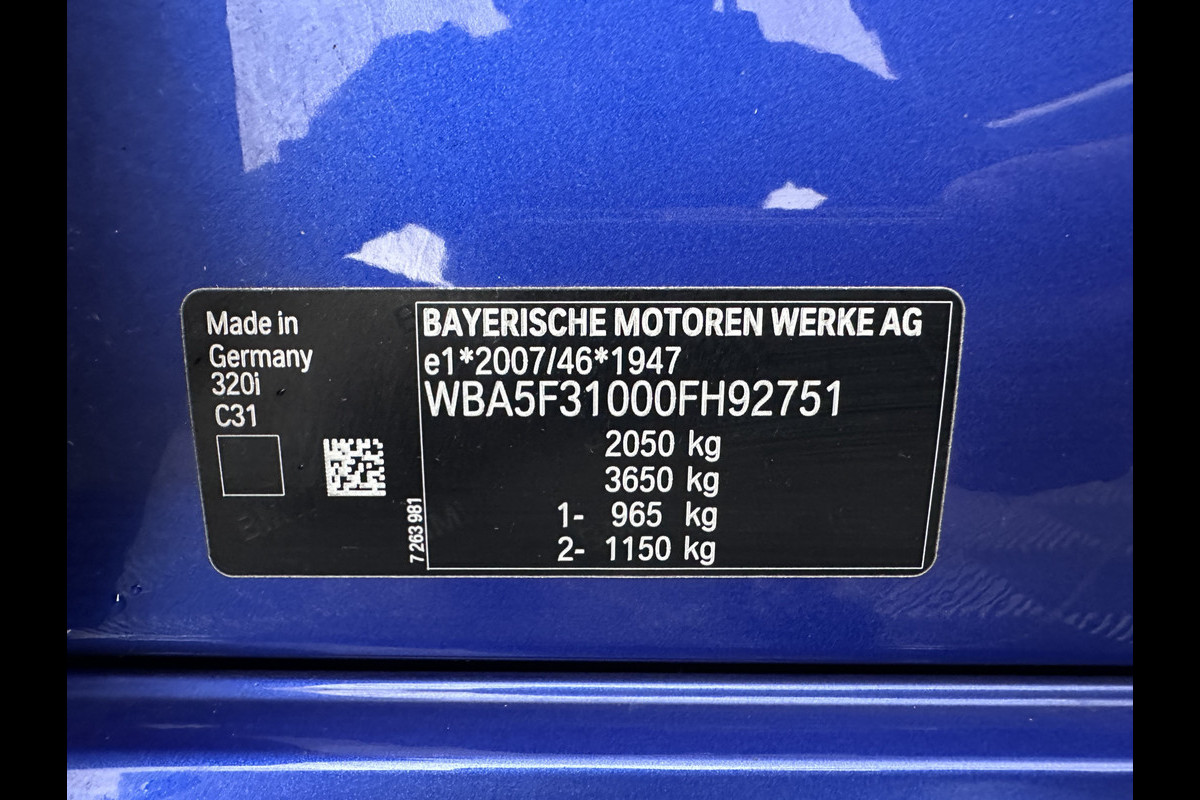 Made in
Germany
320i
C31
7 263 981
BAYERISCHE MOTOREN WERKE AG
e1*2007/46*1947
WBA5F31000FH92751
2050 kg
3650 kg
1- 965 kg
2- 1150 kg